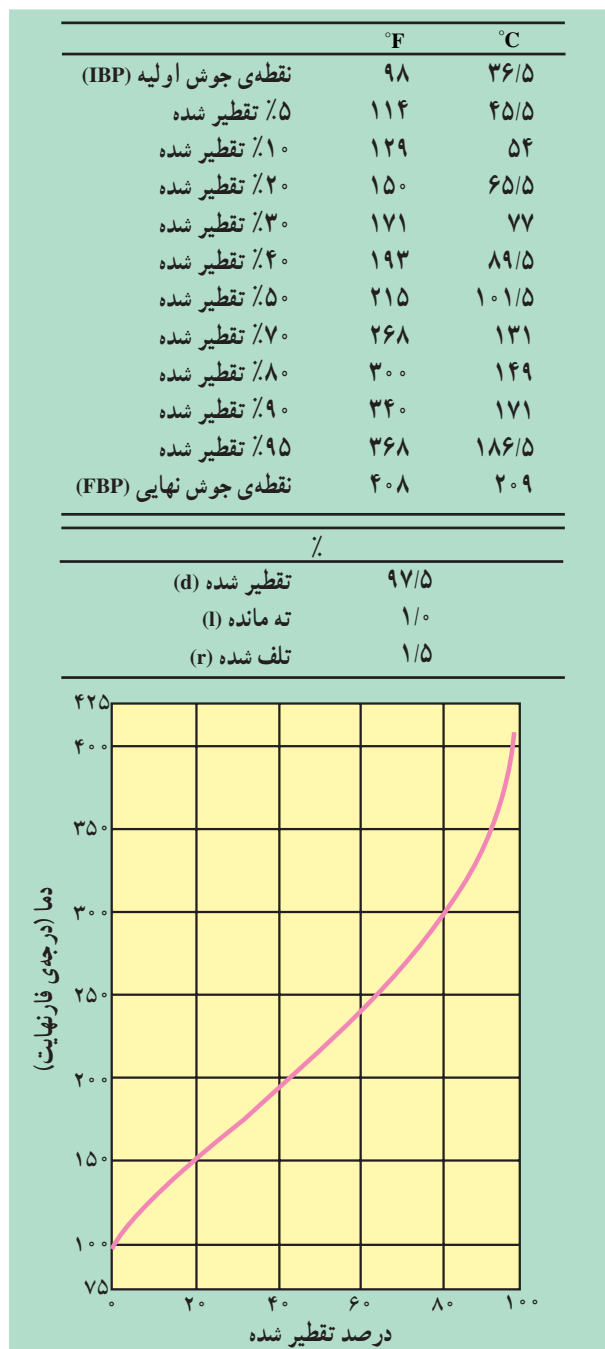 °F °C
نقطه‌ی جوش اولیه (IBP) ۹۸ ۳۶/۵
۵٪ تقطیر شده ۱۱۴ ۴۵/۵
۱۰٪ تقطیر شده ۱۲۹ ۵۴
۲۰٪ تقطیر شده ۱۵۰ ۶۵/۵
۳۰٪ تقطیر شده ۱۷۱ ۷۷
۴۰٪ تقطیر شده ۱۹۳ ۸۹/۵
۵۰٪ تقطیر شده ۲۱۵ ۱۰۱/۵
۷۰٪ تقطیر شده ۲۶۸ ۱۳۱
۸۰٪ تقطیر شده ۳۰۰ ۱۴۹
۹۰٪ تقطیر شده ۳۴۰ ۱۷۱
۹۵٪ تقطیر شده ۳۶۸ ۱۸۶/۵
نقطه‌ی جوش نهایی (FBP) ۴۰۸ ۲۰۹
٪
تقطیر شده (d) ۹۷/۵
ته مانده (l) ۱/۰
تلف شده (r) ۱/۵
۴۲۵
۴۰۰
۳۵۰
۳۰۰
۲۵۰
۲۰۰
۱۵۰
۱۰۰
۷۵
دما (درجه‌ی فارنهایت)
۰ ۲۰ ۴۰ ۶۰ ۸۰ ۱۰۰
درصد تقطیر شده